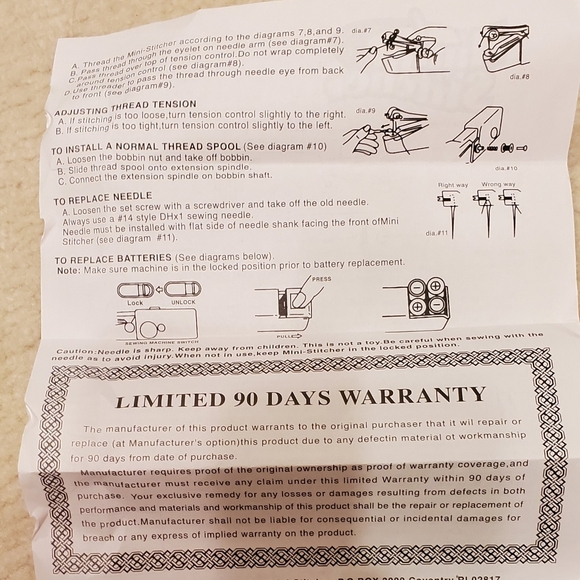 A. Thread the Mini-Stitcher according to the diagrams 7,8,and 9.
B. Pass thread through the eyelet on needle arm (see diagram#7).
C. Pass thread over top of tension control.Do not wrap completely
around tension control (see diagram#8).
D.Use threader to pass the thread through needle eye from back
to front (see diagram#9).
dia.#7
dia.#8
ADJUSTING THREAD TENSION
A. If stitching is too loose,turn tension control slightly to the right.
B. If stitching is too tight,turn tension control slightly to the left.
dia.#9
TO INSTALL A NORMAL THREAD SPOOL (See diagram #10)
A. Loosen the bobbin nut and take off bobbin.
B. Slide thread spool onto extension spindle.
C. Connect the extension spindle on bobbin shaft.
dia.#10
TO REPLACE NEEDLE
A. Loosen the set screw with a screwdriver and take off the old needle.
Always use a #14 style DHx1 sewing needle.
Needle must be installed with flat side of needle shank facing the front ofMini
Stitcher (see diagram #11).
Right way
Wrong way
dia.#11
TO REPLACE BATTERIES (See diagrams below).
Note: Make sure machine is in the locked position prior to battery replacement.
Lock
UNLOCK
SEWING MACHINE SWITCH
PRESS
PULL
Caution:Needle is sharp. Keep away from children. This is not a toy.Be careful when sewing with the
needle as to avoid injury.When not in use,keep Mini-Stitcher in the locked position.
LIMITED 90 DAYS WARRANTY
The manufacturer of this product warrants to the original purchaser that it wil repair or
replace (at Manufacturer's option)this product due to any defectin material ot workmanship
for 90 days from date of purchase.
Manufacturer requires proof of the original ownership as proof of warranty coverage,and
the manufacturer must receive any claim under this limited Warranty within 90 days of
purchase. Your exclusive remedy for any losses or damages resulting from defects in both
performance and materials and workmanship of this product shall be the repair or replacement of
the product.Manufacturer shall not be liable for consequential or incidental damages for
breach or any express of implied warranty on the product.
P.O.BOX Coventry RI 02817